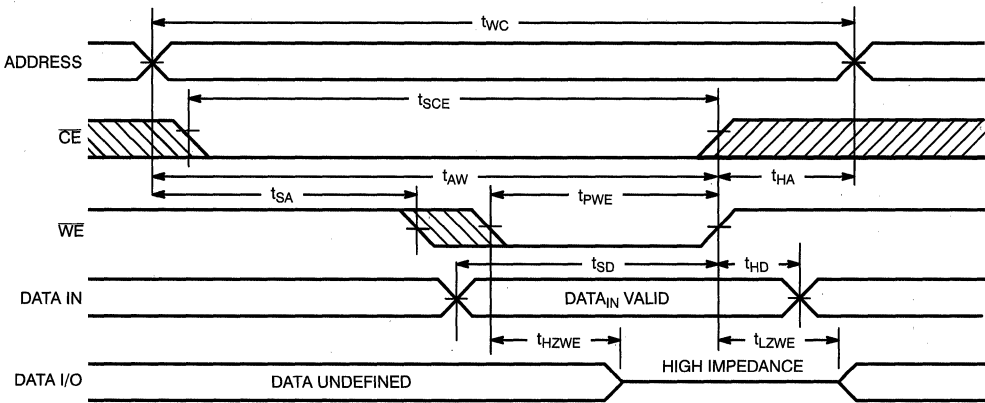 tWC
ADDRESS
tSCE
CE
tAW
tHA
tSA
tPWE
WE
tSD
tHD
DATA IN
DATAIN VALID
tHZWE
tLZWE
HIGH IMPEDANCE
DATA I/O
DATA UNDEFINED